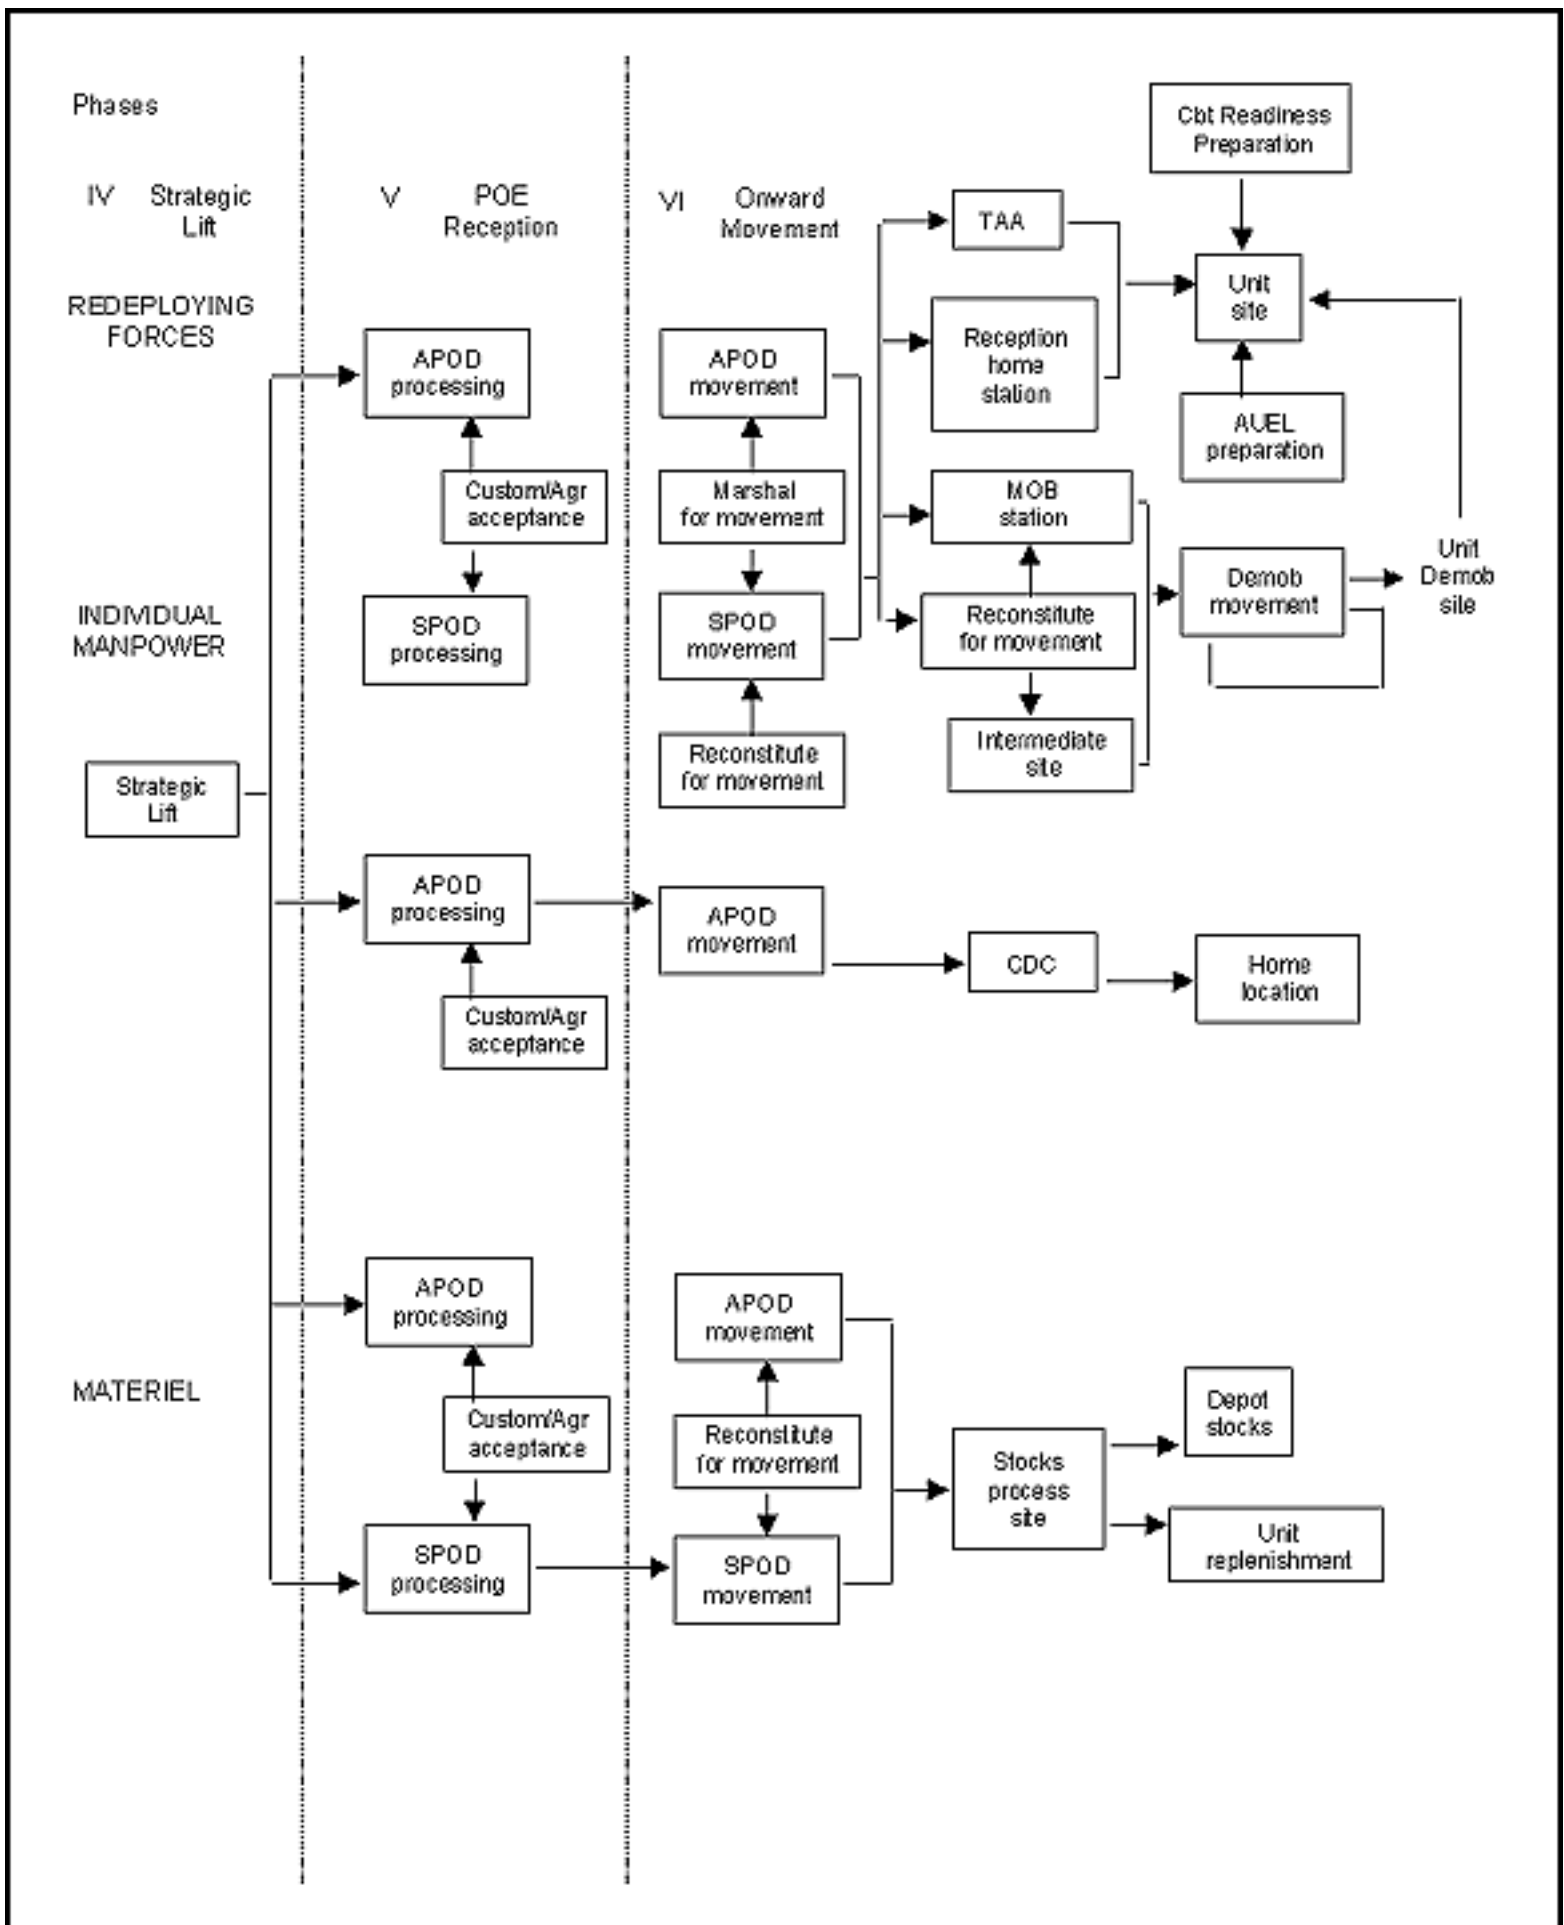 Phases
IV Strategic
Lift
V POE
Reception
VI Onward
Movement
REDEPLOYING
FORCES
INDIVIDUAL
MANPOWER
MATERIEL
Strategic
Lift
APOD
processing
Custom/Agr
acceptance
SPOD
processing
APOD
movement
Marshal
for movement
SPOD
movement
Reconstitute
for movement
TAA
Reception
home
station
MOB
station
Reconstitute
for movement
Intermediate
site
Cbt Readiness
Preparation
Unit
site
AUEL
preparation
Demob
movement
Unit
Demob
sile
APOD
processing
Custom/Agr
acceptance
APOD
movement
CDC
Home
location
APOD
processing
Custom/Agr
acceptance
SPOD
processing
APOD
movement
Reconstitute
for movement
SPOD
movement
Stocks
process
site
Depot
stocks
Unit
replenishment